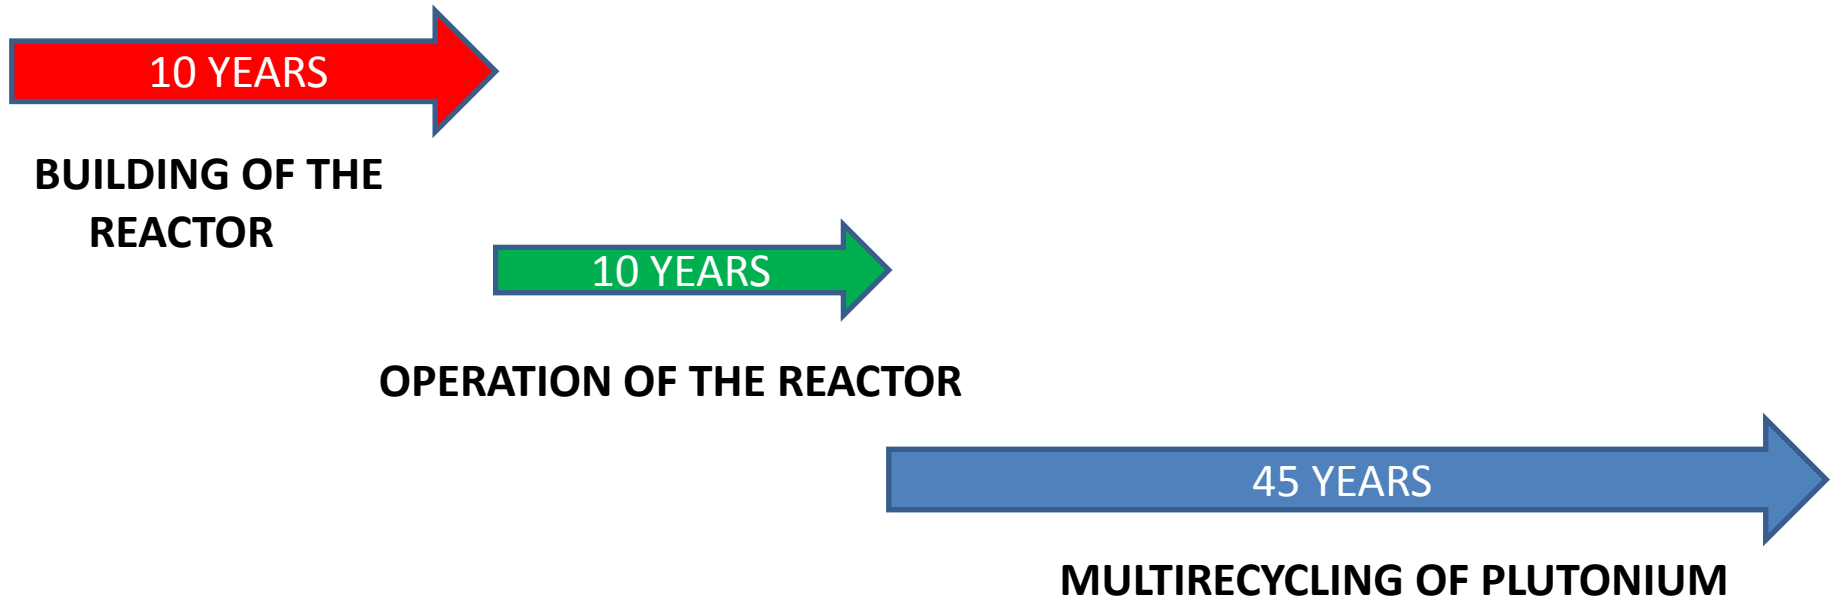 10 YEARS
BUILDING OF THE
REACTOR
10 YEARS
OPERATION OF THE REACTOR
45 YEARS
MULTIRECYCLING OF PLUTONIUM